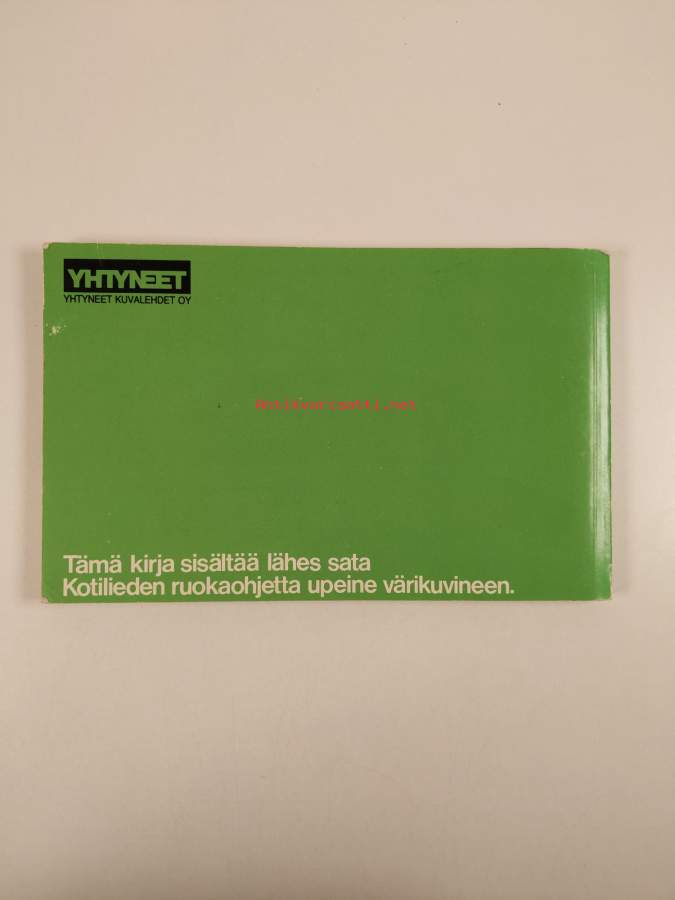 YHTYNEET
YHTYNEET KUVALEHDET OY
Antikvariaatti.net
Tämä kirja sisältää lähes sata
Kotilieden ruokaohjetta upeine värikuvineen.